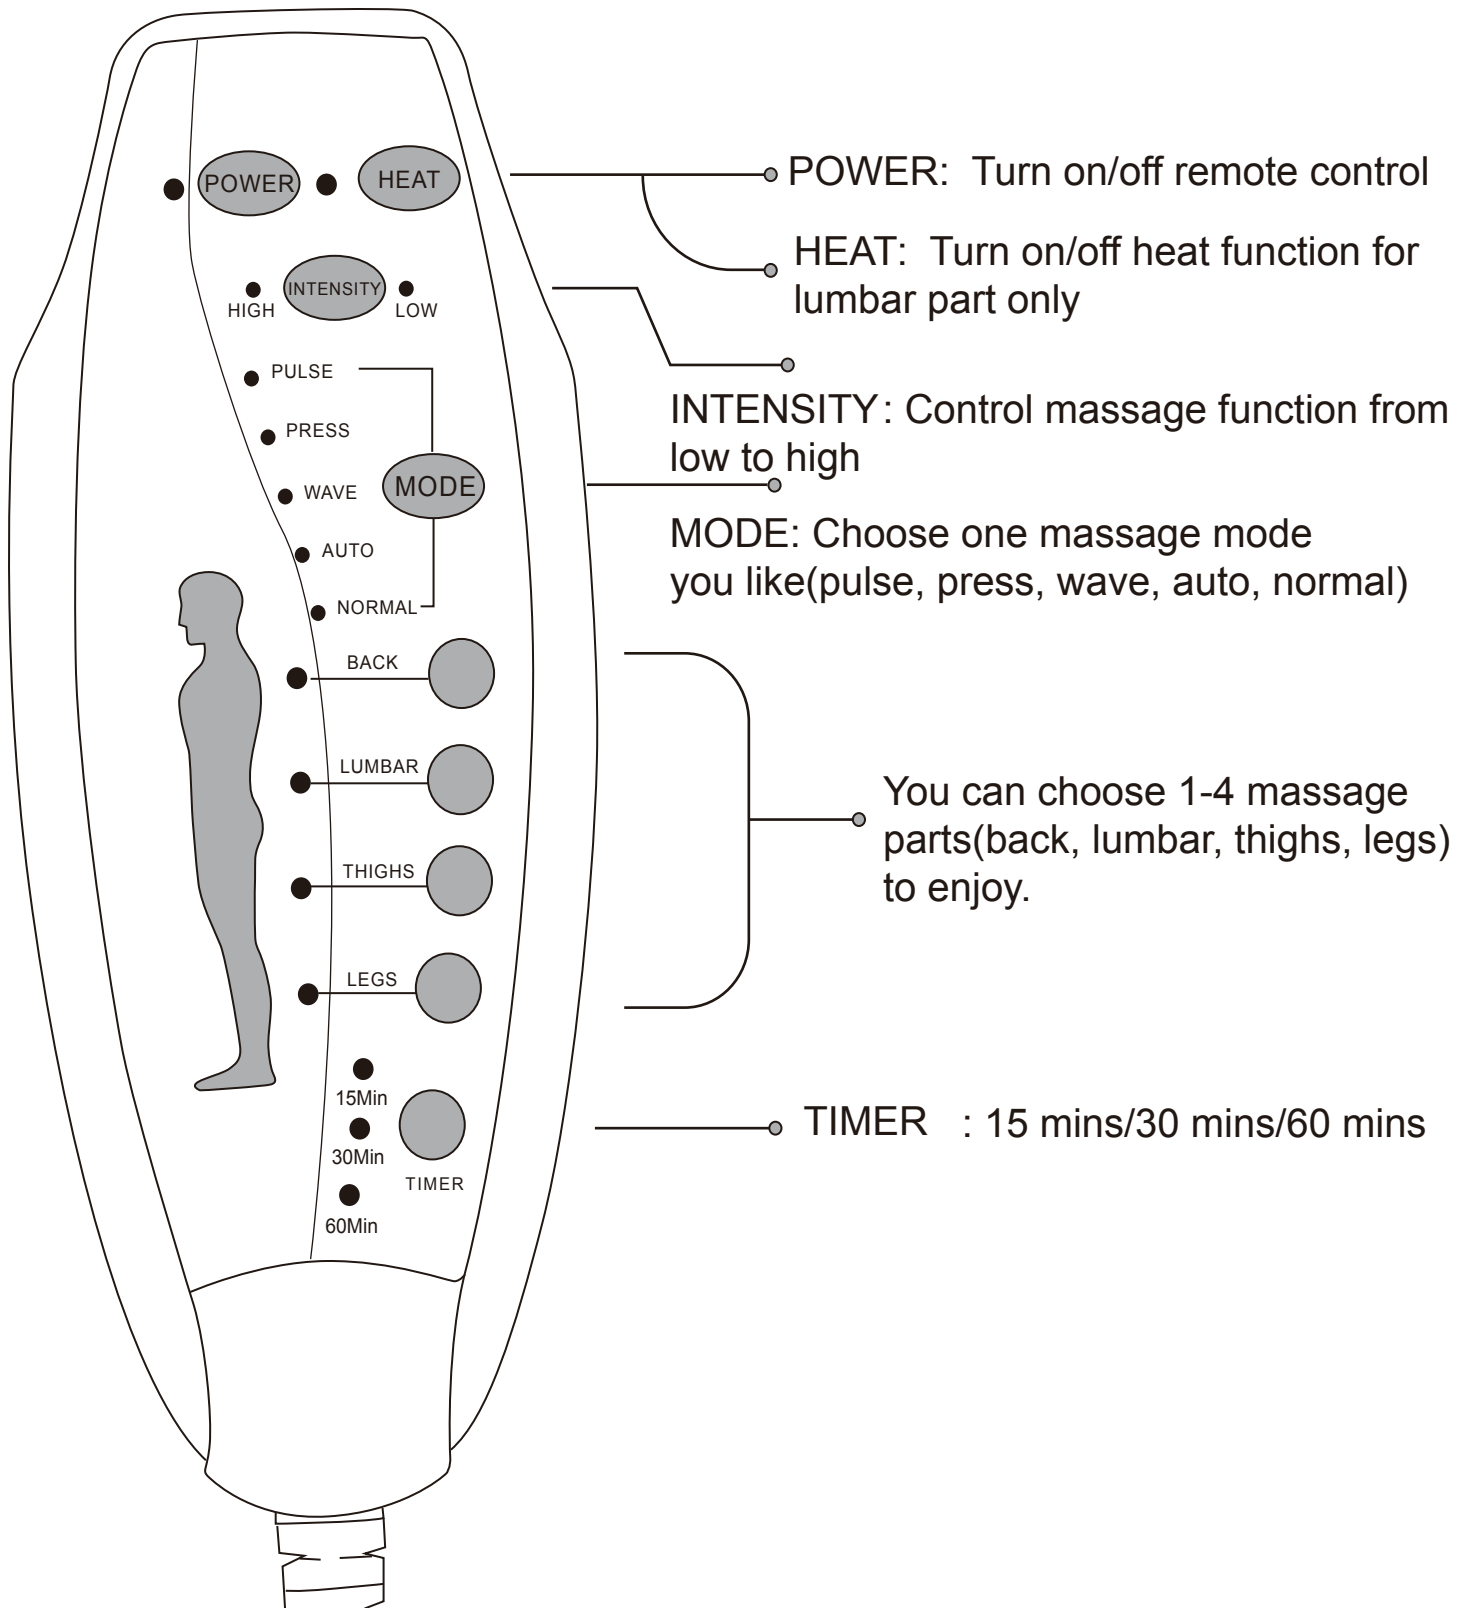 POWER
HEAT
INTENSITY
HIGH
LOW
PULSE
PRESS
WAVE
MODE
AUTO
NORMAL
BACK
LUMBAR
THIGHS
LEGS
15Min
30Min
TIMER
60Min
POWER: Turn on/off remote control
HEAT: Turn on/off heat function for
lumbar part only
INTENSITY: Control massage function from
low to high
MODE: Choose one massage mode
you like(pulse, press, wave, auto, normal)
You can choose 1-4 massage
parts(back, lumbar, thighs, legs)
to enjoy.
TIMER : 15 mins/30 mins/60 mins